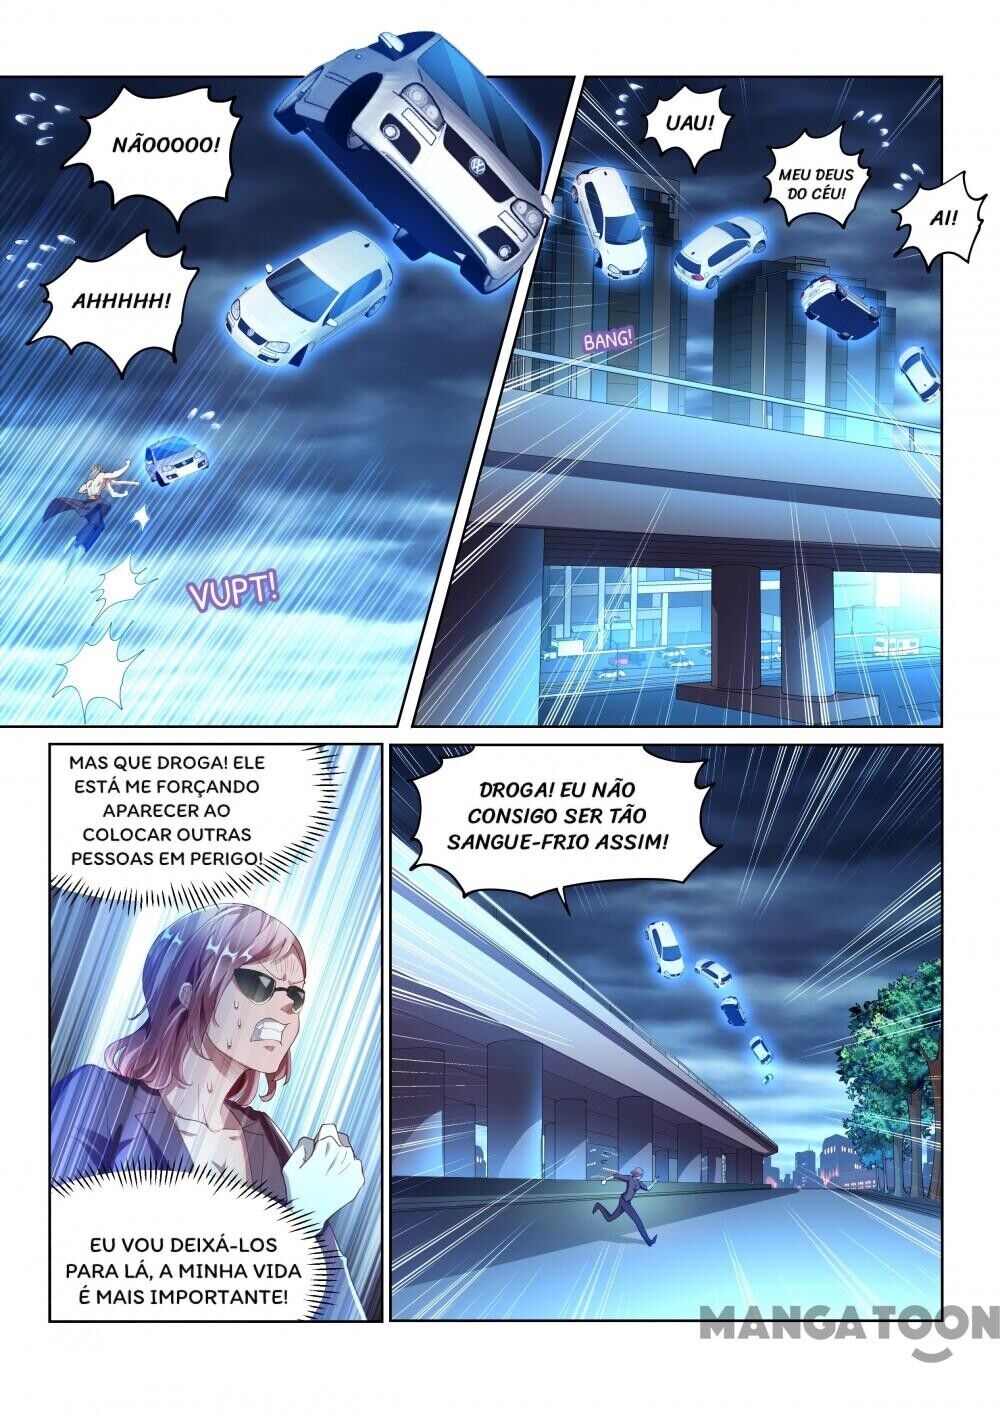 NÃOOOOO!
AHHHHH!
VUPT!
UAU!
MEU DEUS
DO CÉU!
AI!
BANG!
MAS QUE DROGA! ELE
ESTÁ ME FORÇANDO
APARECER AO
COLOCAR OUTRAS
PESSOAS EM PERIGO!
EU VOU DEIXÁ-LOS
PARA LÁ, A MINHA VIDA
É MAIS IMPORTANTE!
DROGA! EU NÃO
CONSIGO SER TÃO
SANGUE-FRIO ASSIM!
MANGATOON